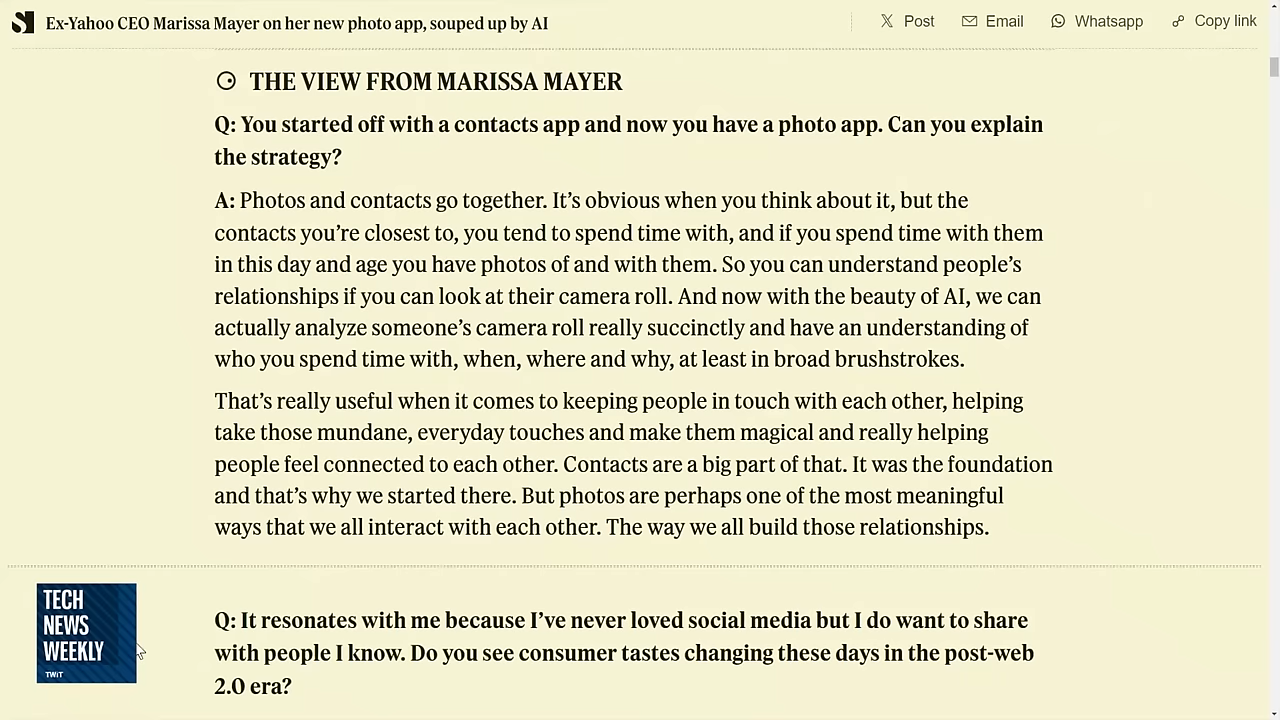 Ex-Yahoo CEO Marissa Mayer on her new photo app, souped up by AI
Post Email Whatsapp Copy link
THE VIEW FROM MARISSA MAYER
Q: You started off with a contacts app and now you have a photo app. Can you explain
the strategy?
A: Photos and contacts go together. It’s obvious when you think about it, but the
contacts you’re closest to, you tend to spend time with, and if you spend time with them
in this day and age you have photos of and with them. So you can understand people’s
relationships if you can look at their camera roll. And now with the beauty of AI, we can
actually analyze someone’s camera roll really succinctly and have an understanding of
who you spend time with, when, where and why, at least in broad brushstrokes.
That’s really useful when it comes to keeping people in touch with each other, helping
take those mundane, everyday touches and make them magical and really helping
people feel connected to each other. Contacts are a big part of that. It was the foundation
and that’s why we started there. But photos are perhaps one of the most meaningful
ways that we all interact with each other. The way we all build those relationships.
TECH
NEWS
WEEKLY
TWiT
Q: It resonates with me because I’ve never loved social media but I do want to share
with people I know. Do you see consumer tastes changing these days in the post-web
2.0 era?